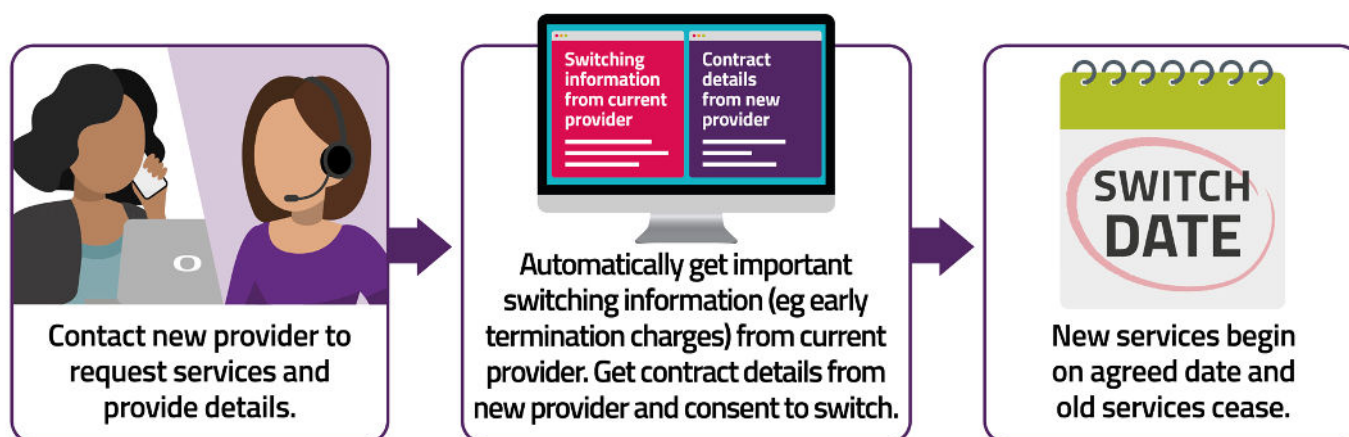 Contact new provider to
request services and
provide details.
Switching
information
from current
provider
Contract
details
from new
provider
Automatically get important
switching information (eg early
termination charges) from current
provider. Get contract details from
new provider and consent to switch.
SWITCH
DATE
New services begin
on agreed date and
old services cease.